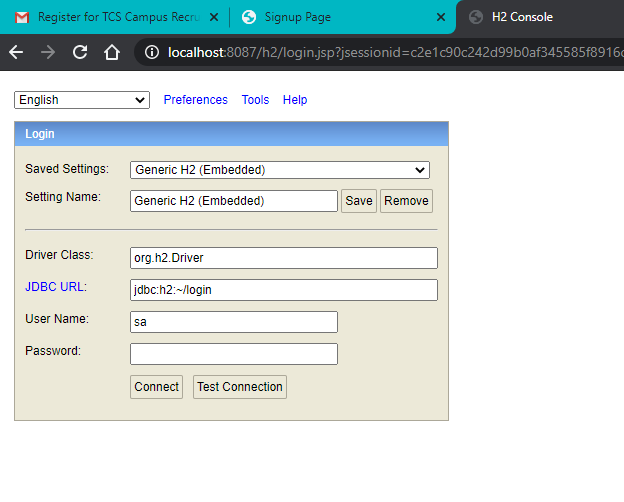 Register for TCS Campus Recru
Signup Page
H2 Console
localhost:8087/h2/login.jsp?jsessionid=c2e1c90c242d99b0af345585f8916c
English Preferences Tools Help
Login
Saved Settings: Generic H2 (Embedded)
Setting Name: Generic H2 (Embedded) Save Remove
Driver Class: org.h2.Driver
JDBC URL: jdbc:h2:~/login
User Name: sa
Password:
Connect Test Connection